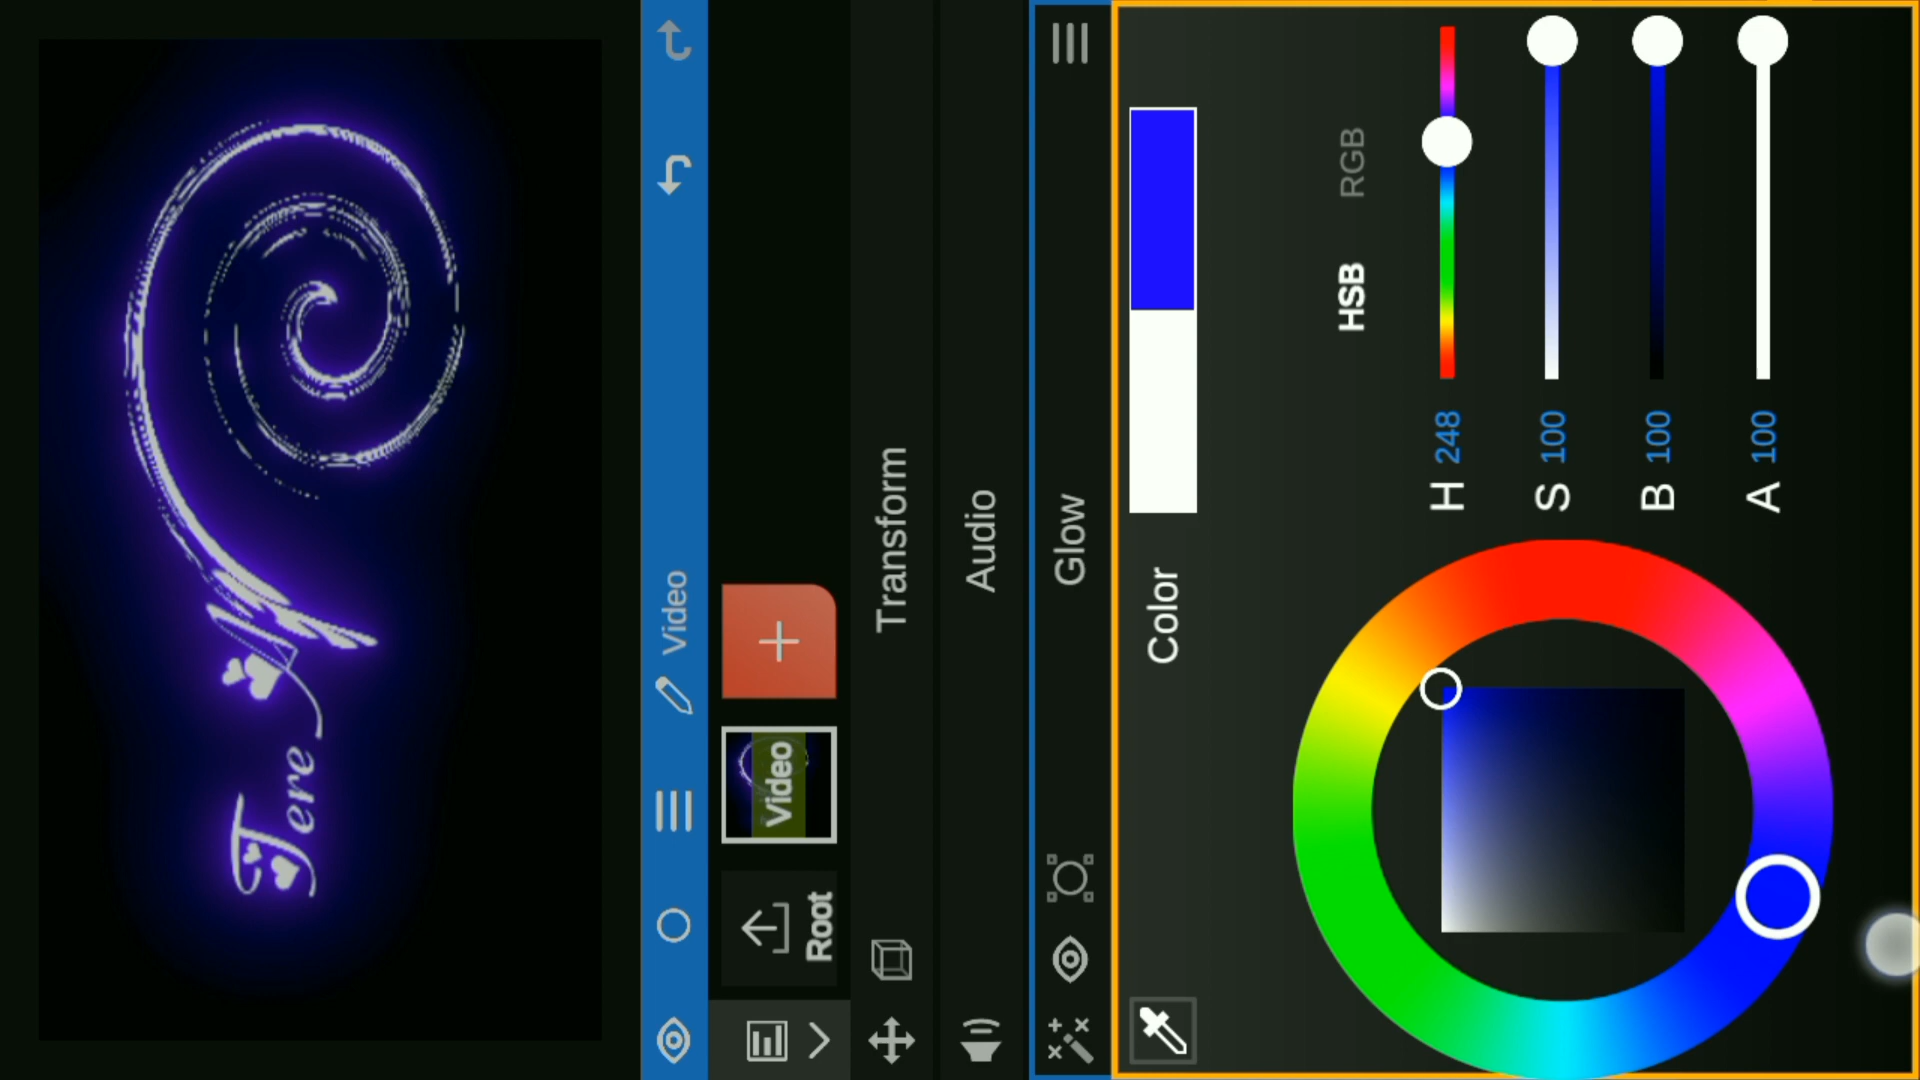 Tere
Video
Video
Root
Transform
Audio
Glow
Color
HSB RGB
H 248
S 100
B 100
A 100